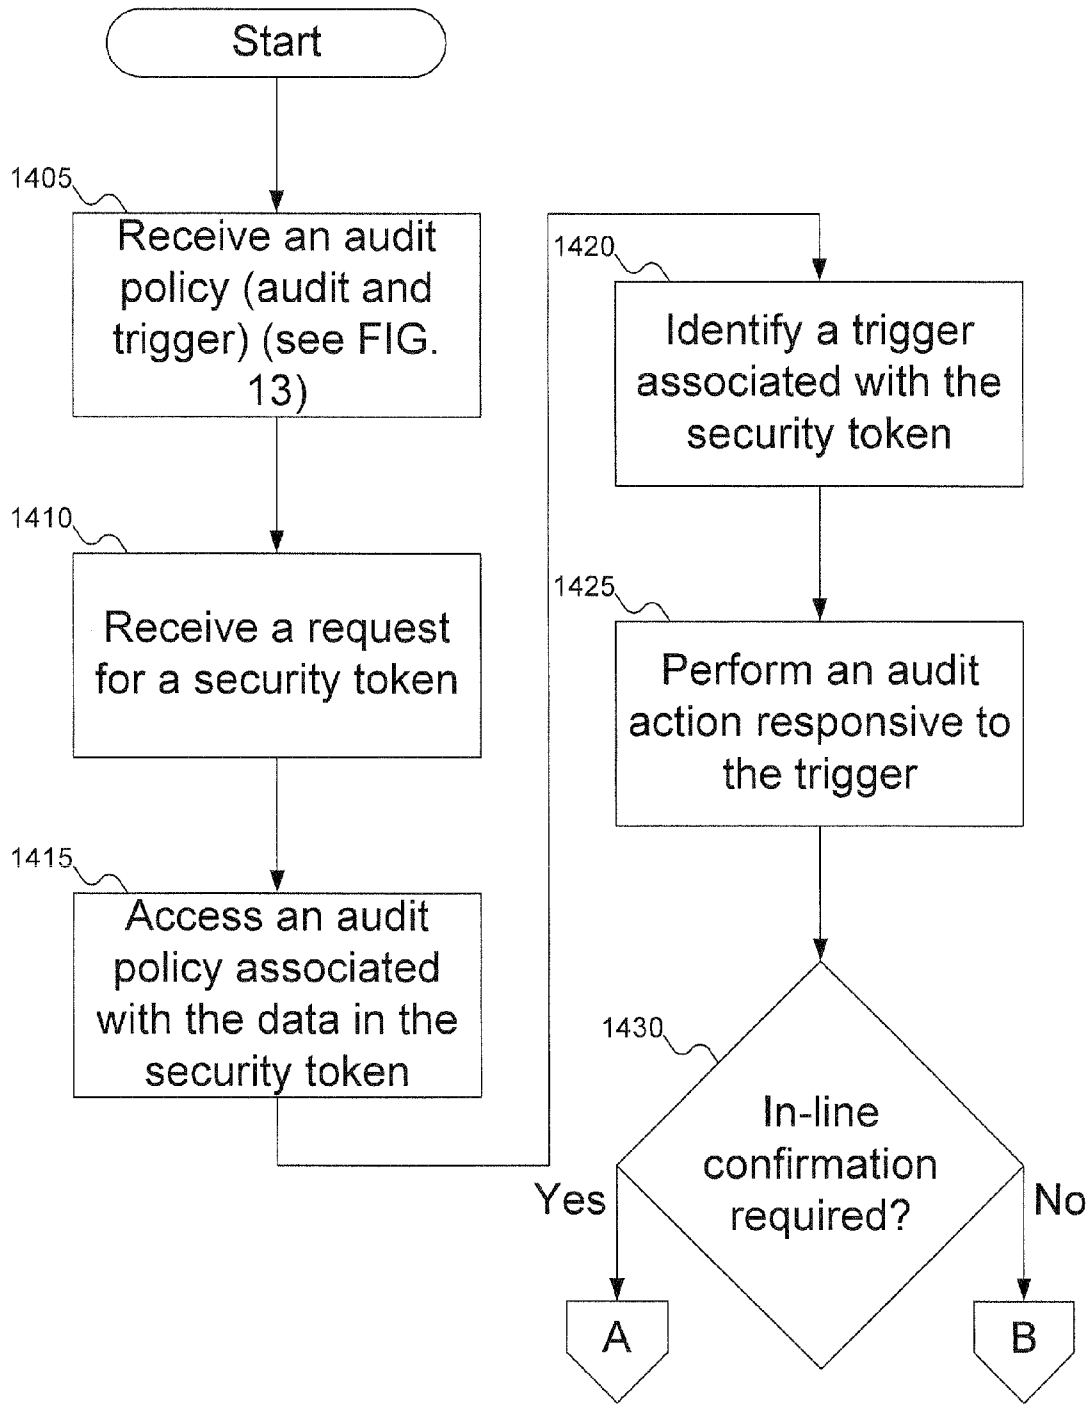 Start
1405
Receive an audit
policy (audit and
trigger) (see FIG.
13)
1410
Receive a request
for a security token
1415
Access an audit
policy associated
with the data in the
security token
1420
Identify a trigger
associated with the
security token
1425
Perform an audit
action responsive to
the trigger
1430
In-line
confirmation
required?
Yes
No
A
B